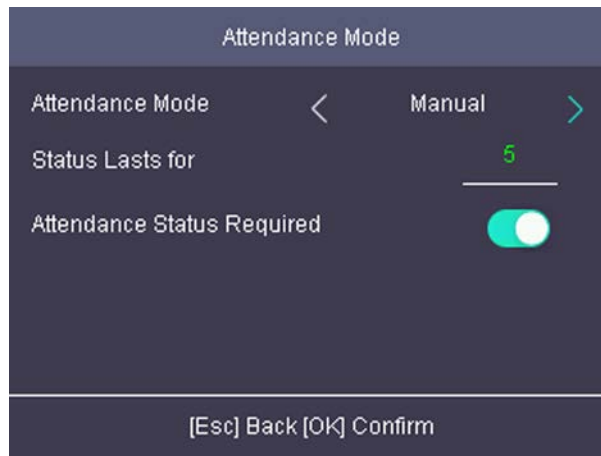 Attendance Mode
Attendance Mode < Manual >
Status Lasts for 5
Attendance Status Required
[Esc] Back [OK] Confirm